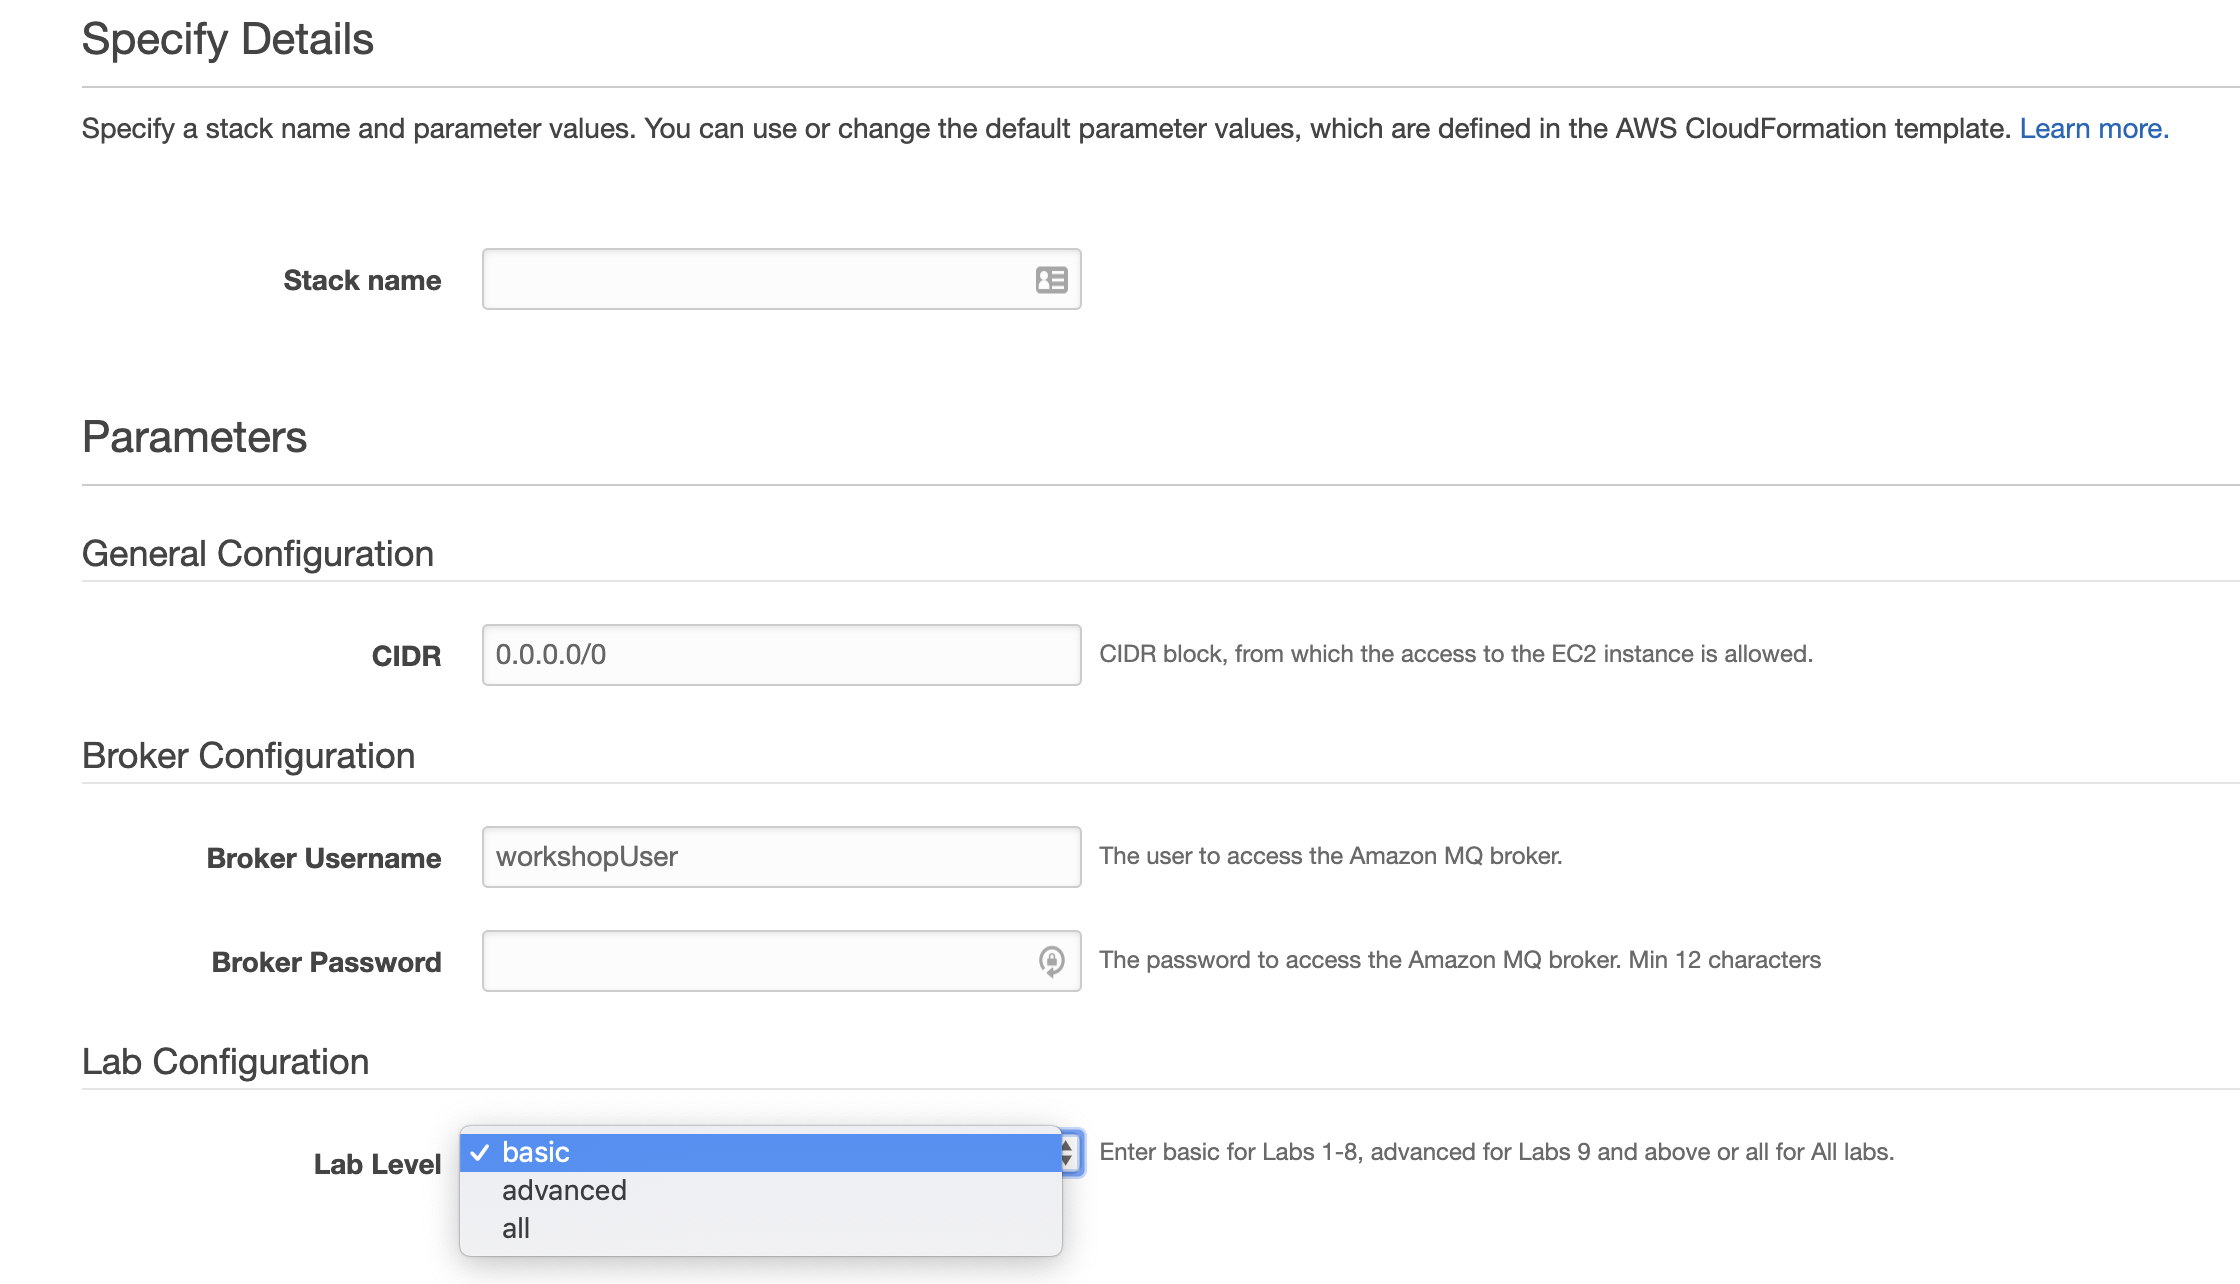 Specify Details
Specify a stack name and parameter values. You can use or change the default parameter values, which are defined in the AWS CloudFormation template. Learn more.
Stack name
Parameters
General Configuration
CIDR 0.0.0.0/0 CIDR block, from which the access to the EC2 instance is allowed.
Broker Configuration
Broker Username workshopUser The user to access the Amazon MQ broker.
Broker Password The password to access the Amazon MQ broker. Min 12 characters
Lab Configuration
Lab Level basic Enter basic for Labs 1-8, advanced for Labs 9 and above or all for All labs.
advanced
all